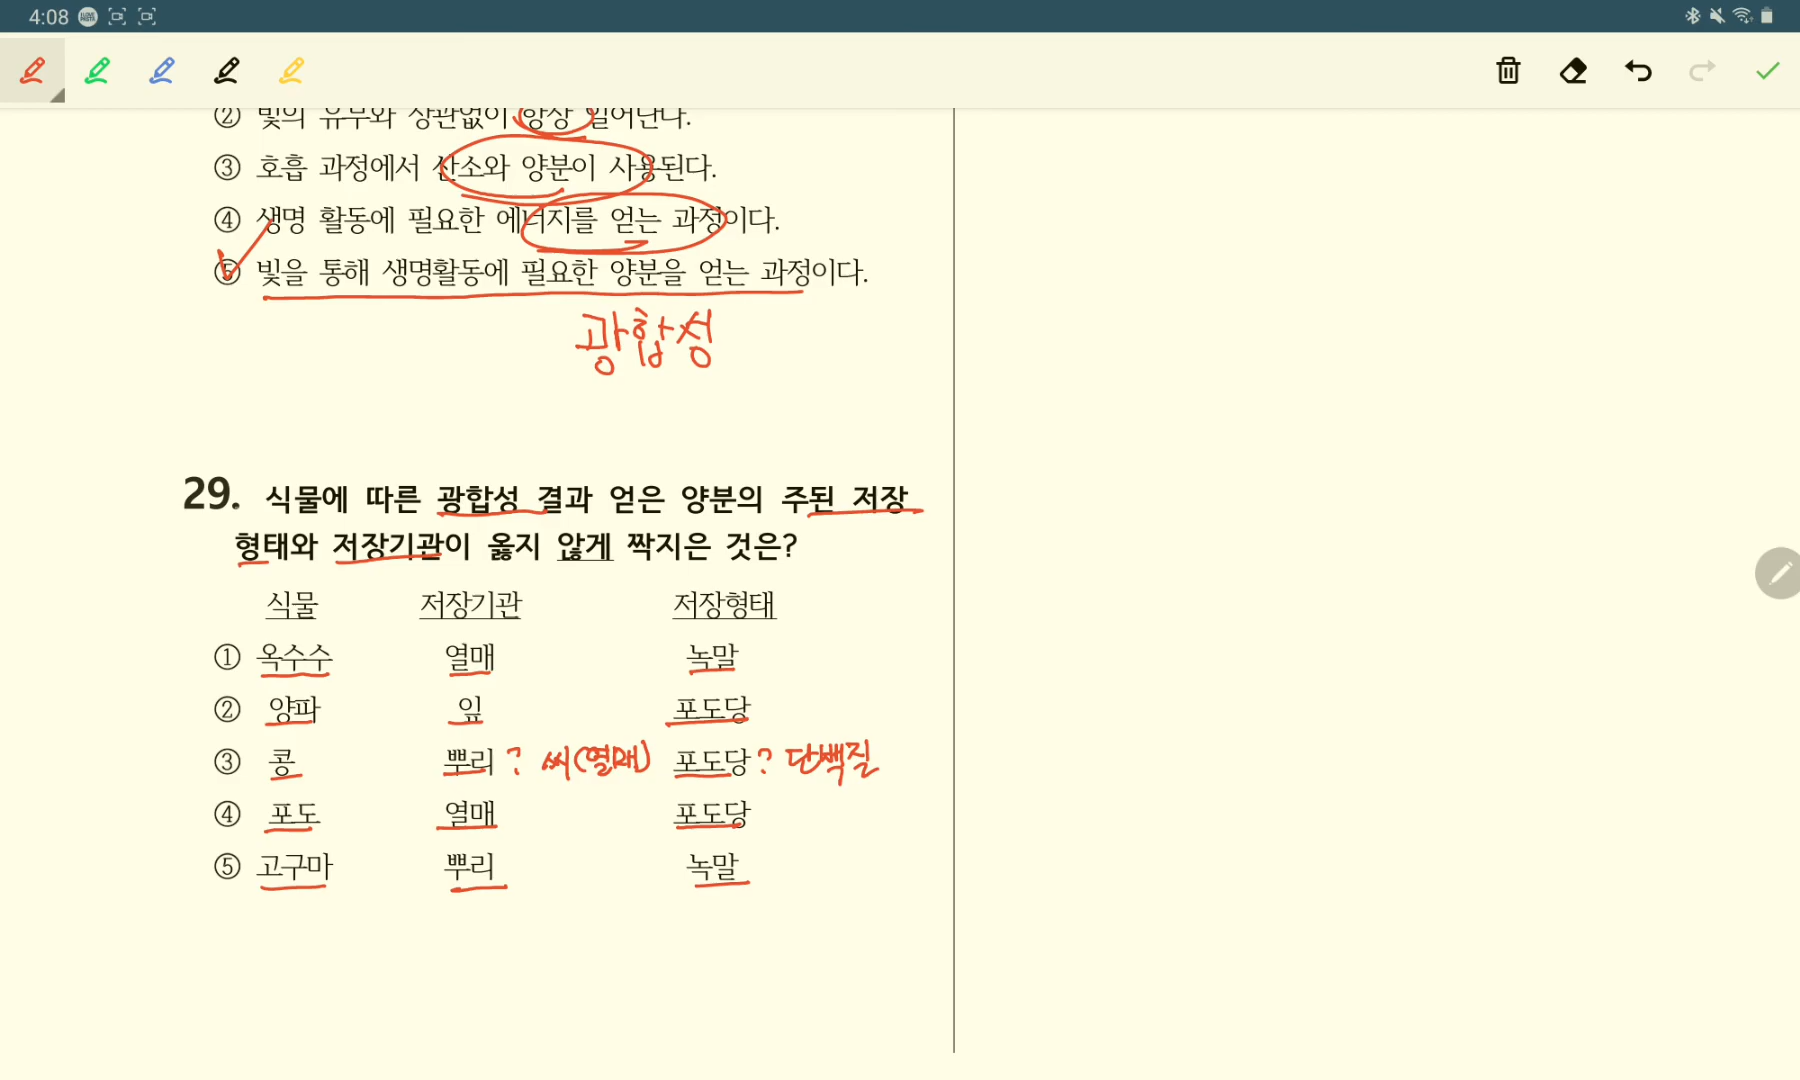 4:08
② 빛의 유무와 상관없이 항상 일어난다.
③ 호흡 과정에서 산소와 양분이 사용된다.
④ 생명 활동에 필요한 에너지를 얻는 과정이다.
⑤ 빛을 통해 생명활동에 필요한 양분을 얻는 과정이다.
광합성
29. 식물에 따른 광합성 결과 얻은 양분의 주된 저장
형태와 저장기관이 옳지 않게 짝지은 것은?
식물 저장기관 저장형태
① 옥수수 열매 녹말
② 양파 잎 포도당
③ 콩 뿌리 ? 씨(열매) 포도당 ? 단백질
④ 포도 열매 포도당
⑤ 고구마 뿌리 녹말